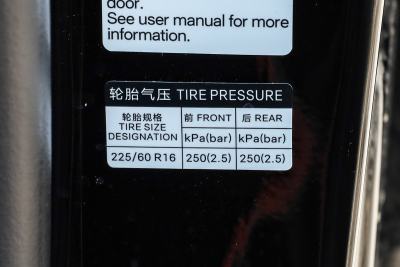 door.
See user manual for more
information.
轮胎气压 TIRE PRESSURE
轮胎规格 前 FRONT 后 REAR
TIRE SIZE
DESIGNATION kPa(bar) kPa(bar)
225/60 R16 250(2.5) 250(2.5)